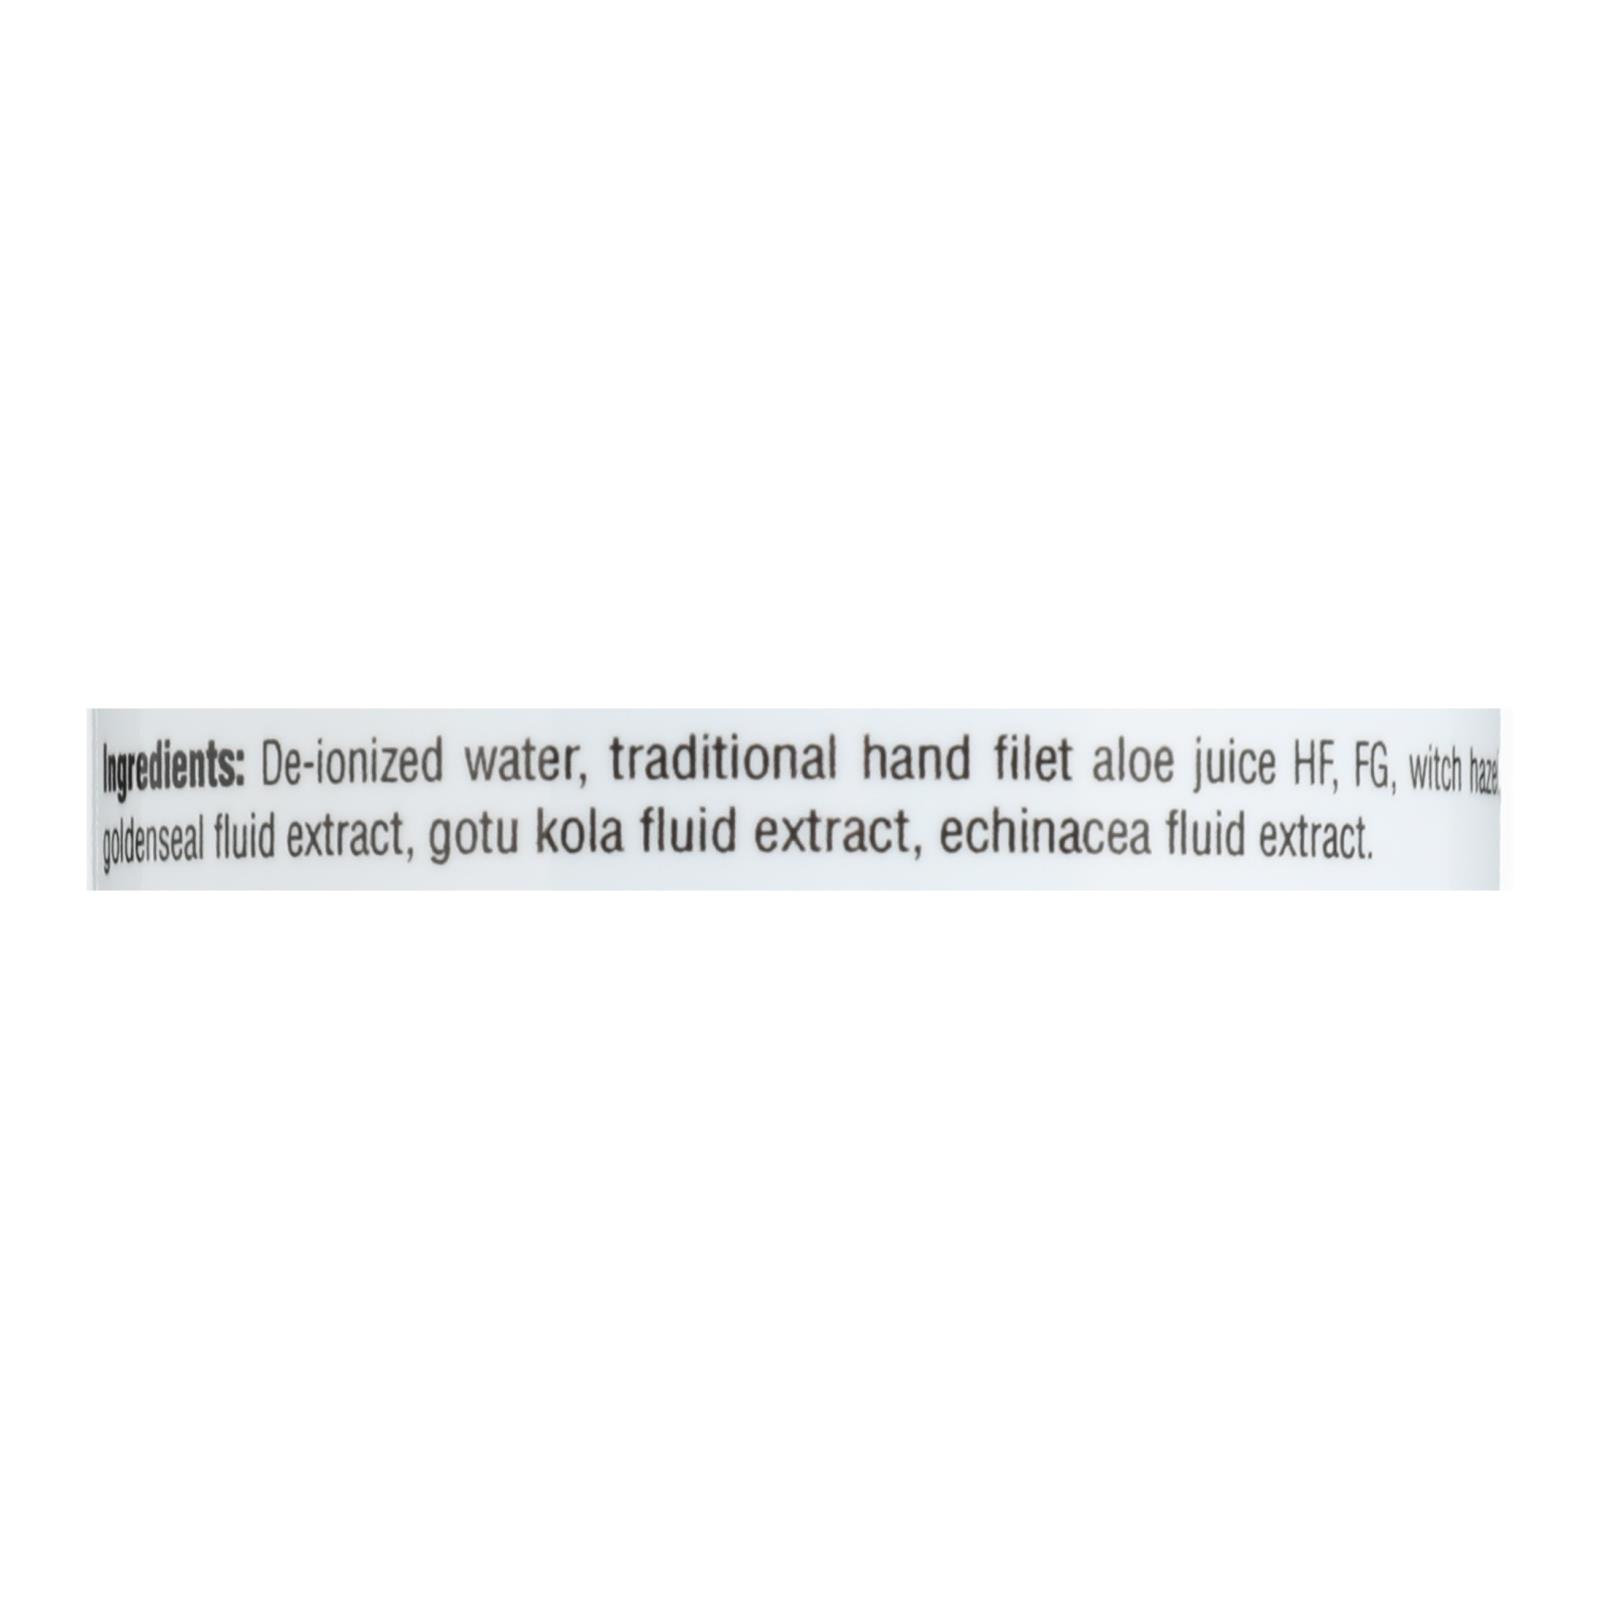 Ingredients: De-ionized water, traditional hand filet aloe juice HF, FG, witch hazel,
goldenseal fluid extract, gotu kola fluid extract, echinacea fluid extract.